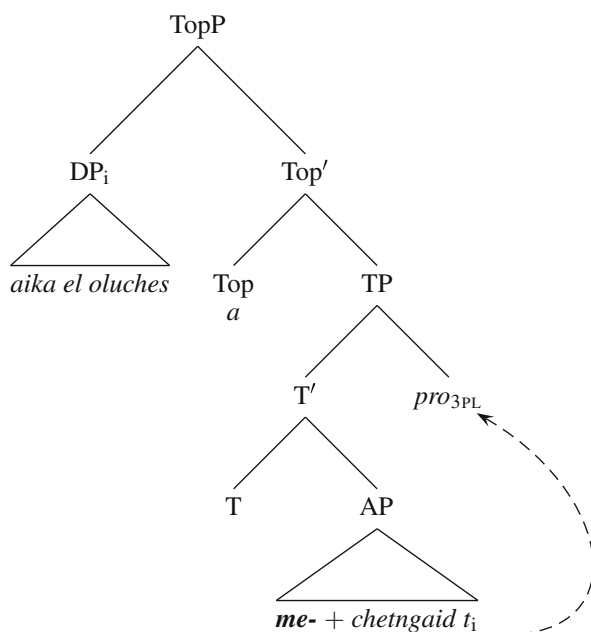 TopP
DPi Top′
aika el oluches Top TP
a
T′ pro3PL
T AP
me- + chetngaid ti